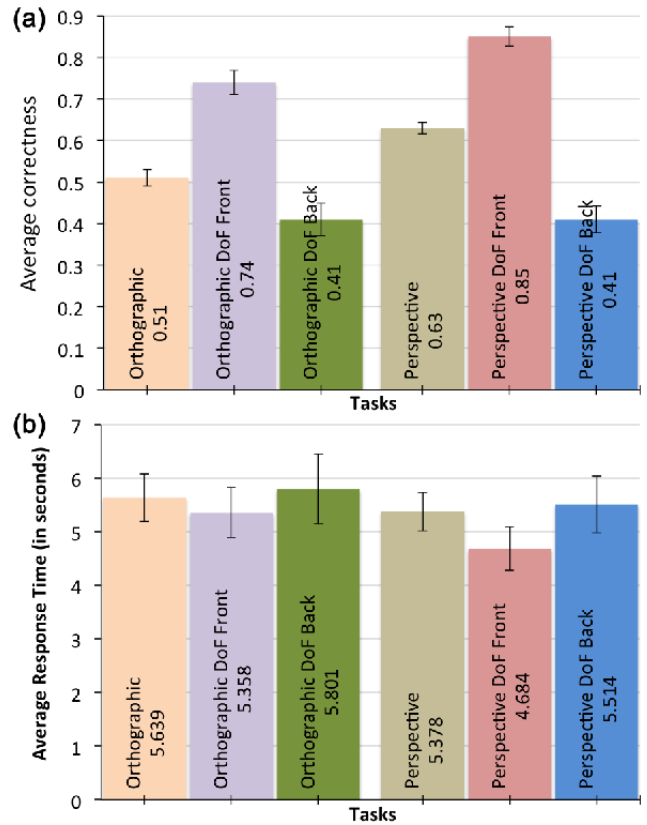 (a)
Average correctness
0.9
0.8
0.7
0.6
0.5
0.4
0.3
0.2
0.1
0
Orthographic
0.51
Orthographic DoF Front
0.74
Orthographic DoF Back
0.41
Perspective
0.63
Perspective DoF Front
0.85
Perspective DoF Back
0.41
Tasks
(b)
Average Response Time (in seconds)
7
6
5
4
3
2
1
0
Orthographic
5.639
Orthographic DoF Front
5.358
Orthographic DoF Back
5.801
Perspective
5.378
Perspective DoF Front
4.684
Perspective DoF Back
5.514
Tasks